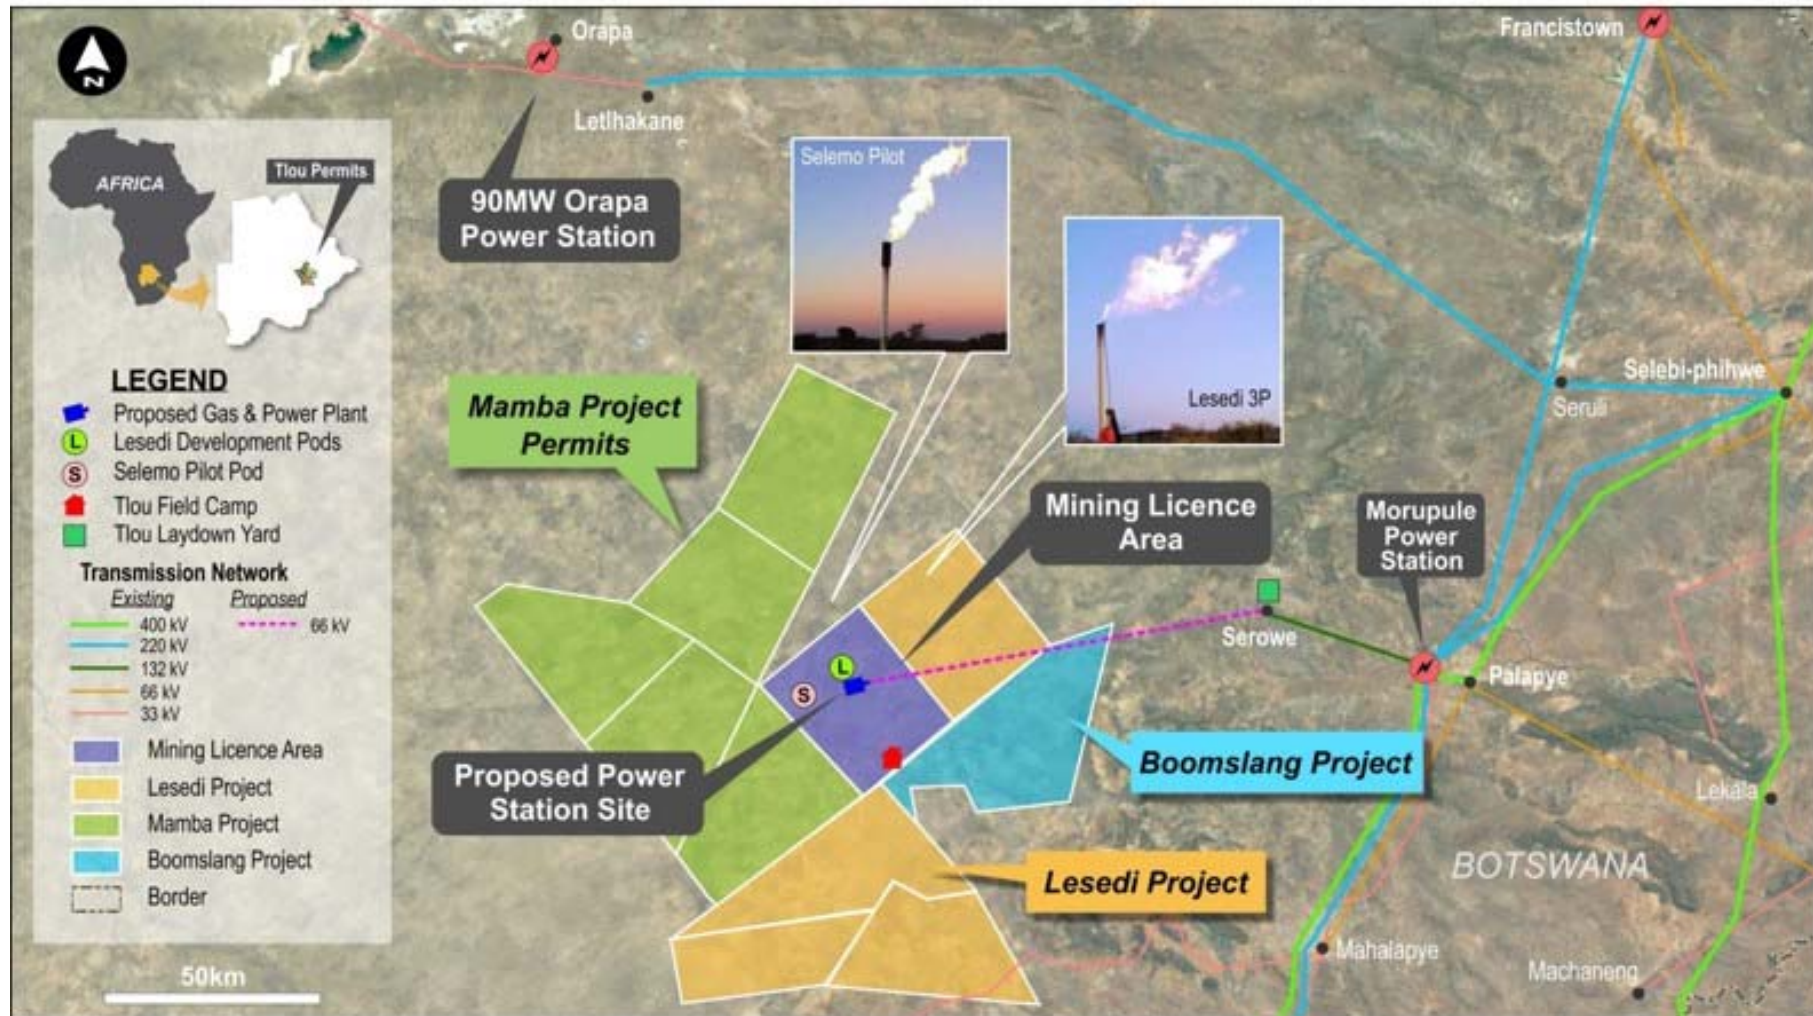 Orapa
Francistown
Letlhakane
N
AFRICA
Tlou Permits
90MW Orapa
Power Station
Selemo Pilot
Lesedi 3P
LEGEND
Proposed Gas & Power Plant
L
Lesedi Development Pods
S
Selemo Pilot Pod
Tlou Field Camp
Tlou Laydown Yard
Transmission Network
Existing
Proposed
400 kV
66 kV
220 kV
132 kV
66 kV
33 kV
Mining Licence Area
Lesedi Project
Mamba Project
Boomslang Project
Border
50km
Mamba Project
Permits
Mining Licence
Area
Morupule
Power
Station
Selebi-phihwe
Seruli
Serowe
Palapye
L
S
Proposed Power
Station Site
Boomslang Project
Lesedi Project
Lekala
BOTSWANA
Mahalapye
Machaneng